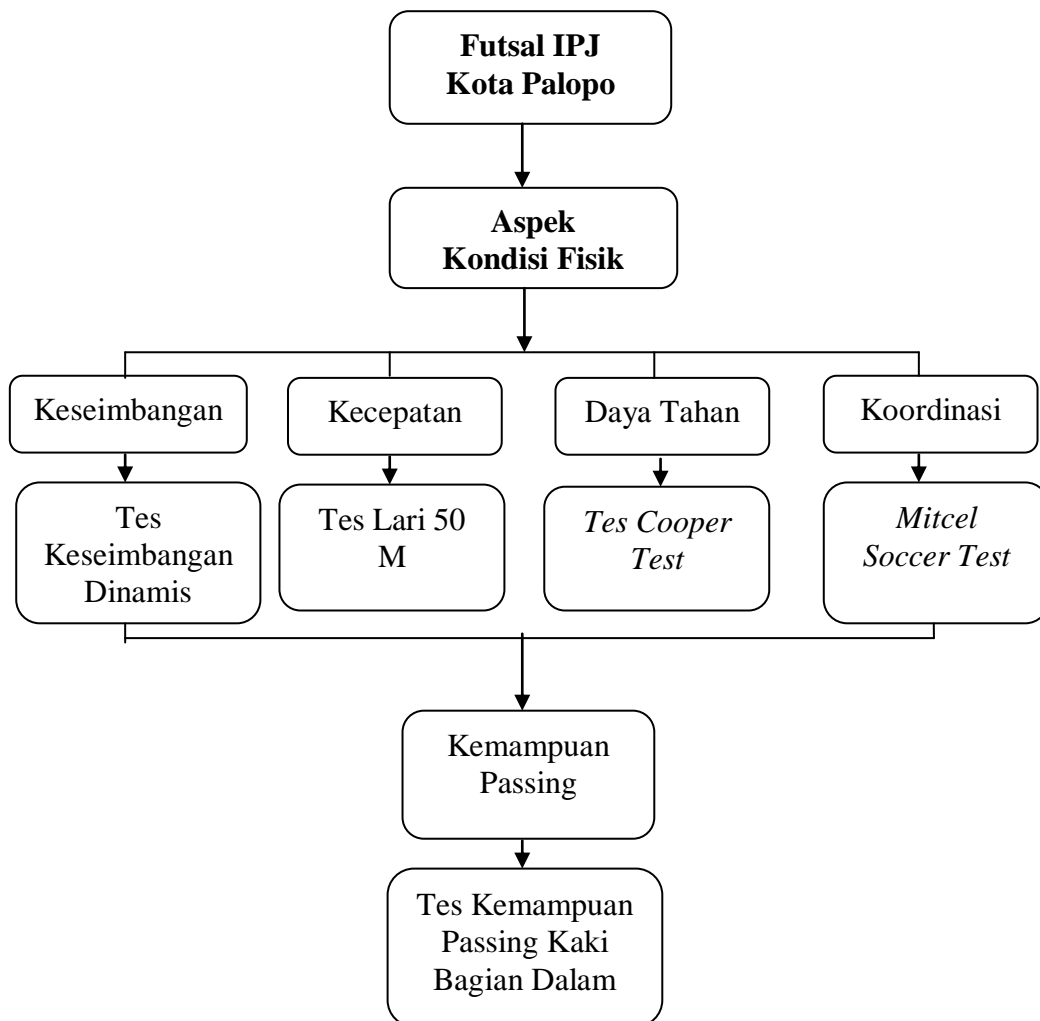 Futsal IPJ
Kota Palopo
Aspek
Kondisi Fisik
Keseimbangan
Kecepatan
Daya Tahan
Koordinasi
Tes
Keseimbangan
Dinamis
Tes Lari 50
M
Tes Cooper
Test
Mitcel
Soccer Test
Kemampuan
Passing
Tes Kemampuan
Passing Kaki
Bagian Dalam